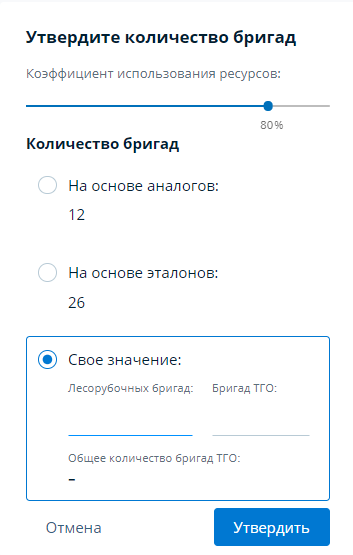 Утвердите количество бригад
Коэффициент использования ресурсов:
80%
Количество бригад
На основе аналогов:
12
На основе эталонов:
26
Свое значение:
Лесорубочных бригад: Бригад ТГО:
Общее количество бригад ТГО:
–
Отмена Утвердить